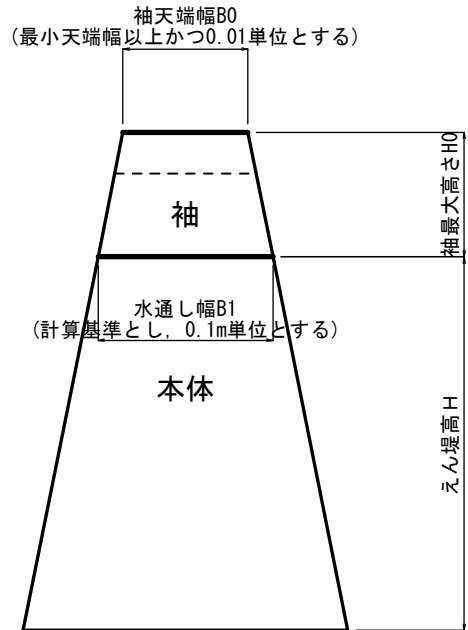 袖天端幅B0
(最小天端幅以上かつ0.01単位とする)
袖最大高さH0
袖
水通し幅B1
(計算基準とし, 0.1m単位とする)
本体
えん堤高H